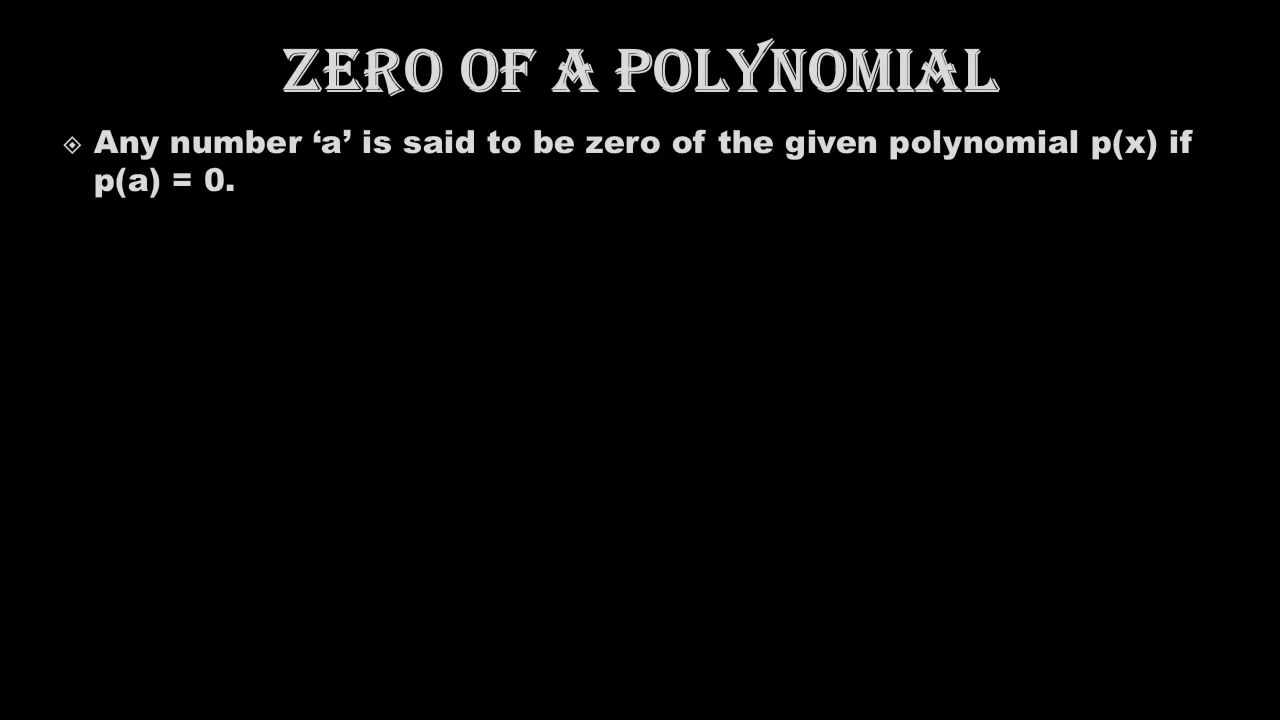 ZERO OF A POLYNOMIAL
Any number ‘a’ is said to be zero of the given polynomial p(x) if
p(a) = 0.